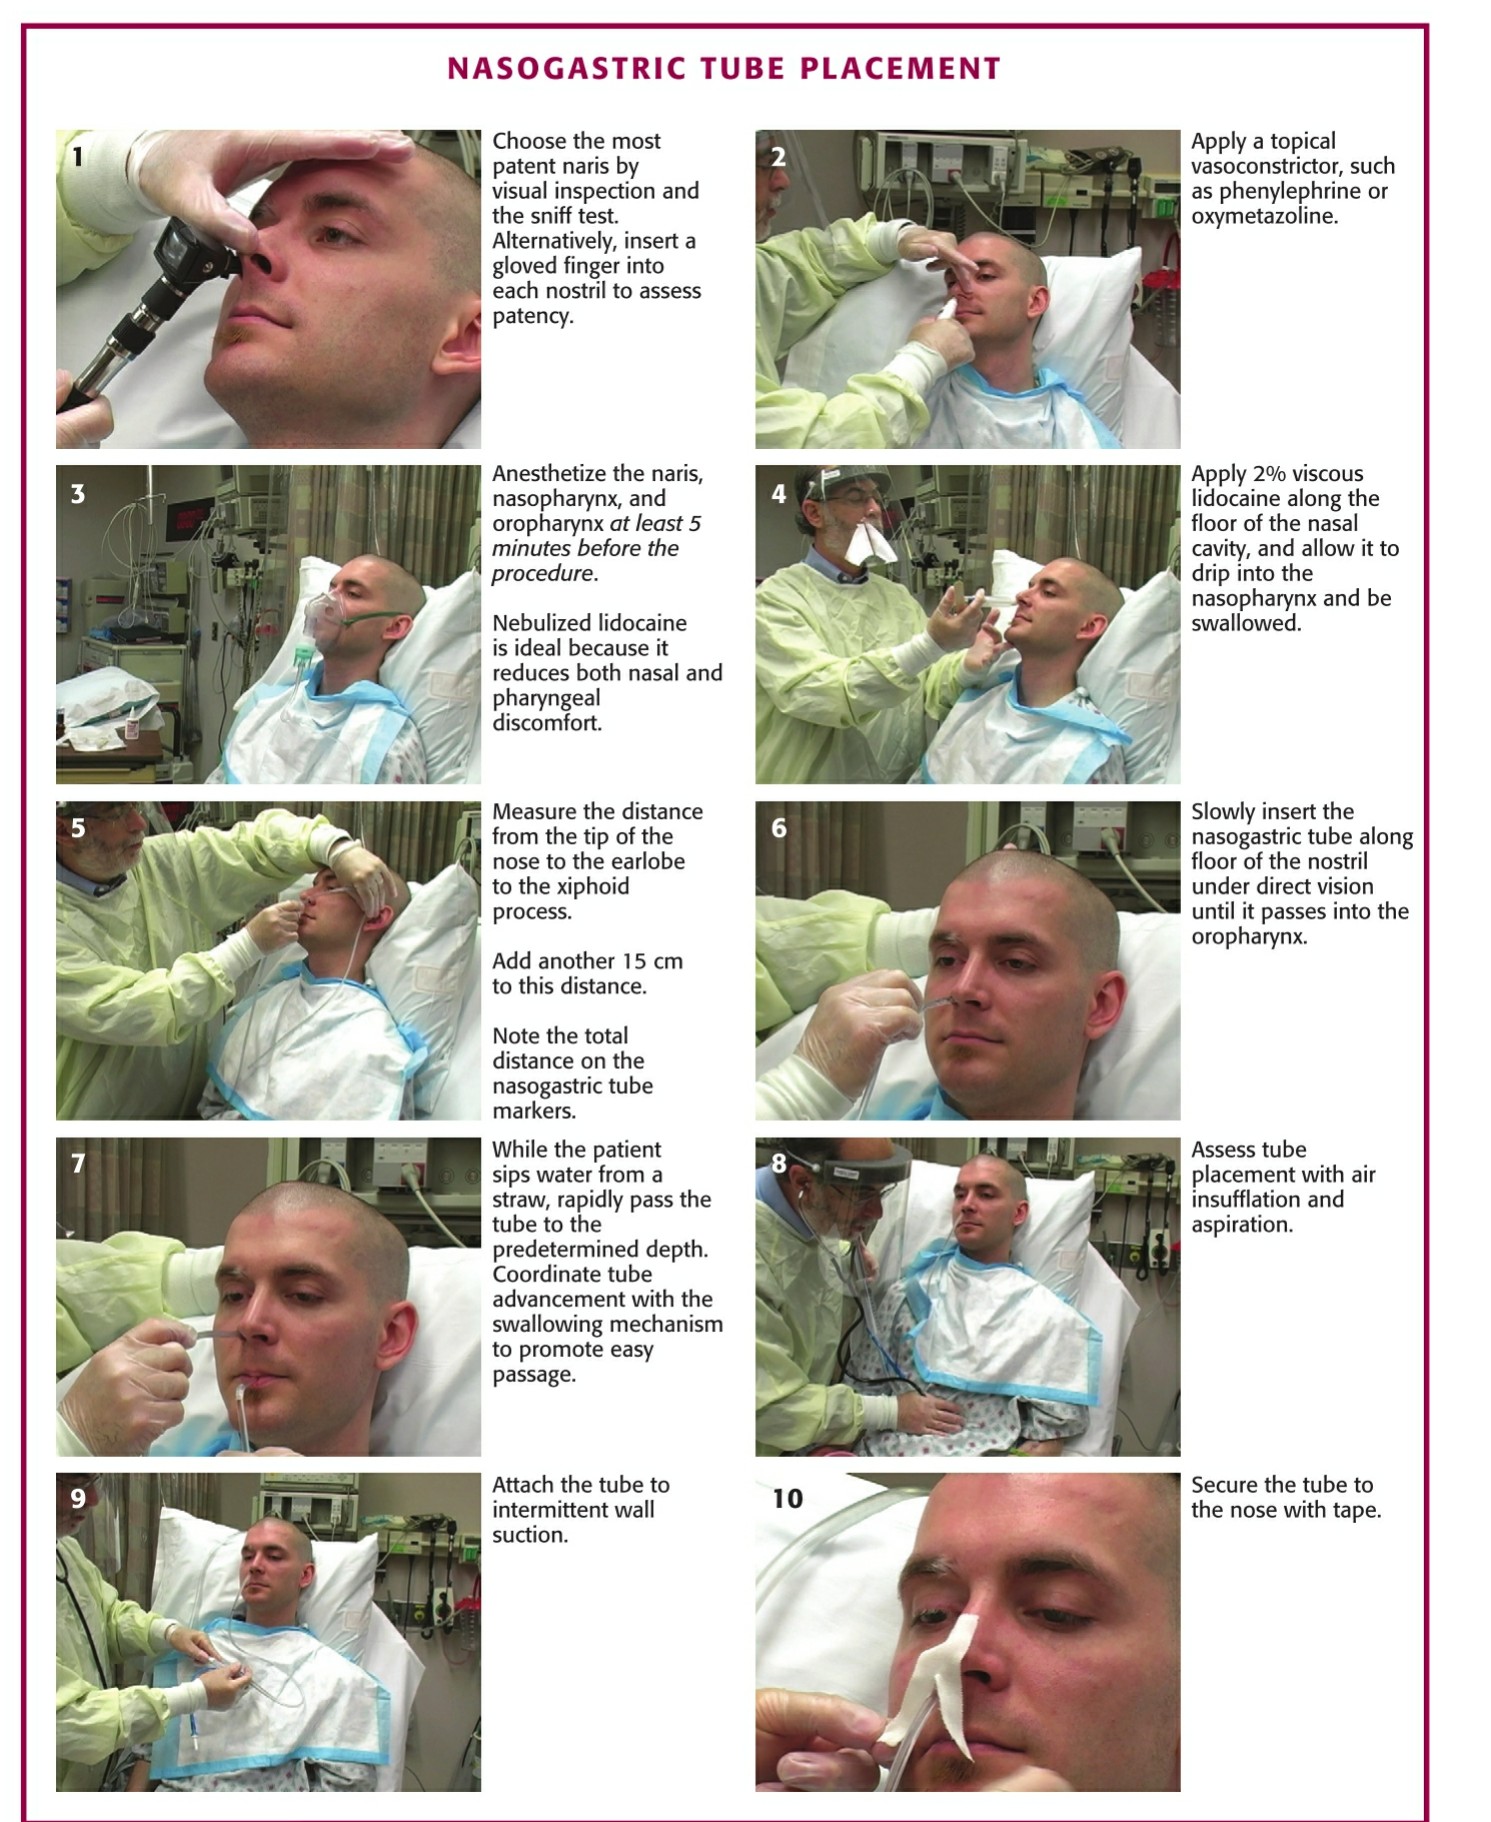 NASOGASTRIC TUBE PLACEMENT
1
Choose the most
patent naris by
visual inspection and
the sniff test.
Alternatively, insert a
gloved finger into
each nostril to assess
patency.
2
Apply a topical
vasoconstrictor, such
as phenylephrine or
oxymetazoline.
3
Anesthetize the naris,
nasopharynx, and
oropharynx at least 5
minutes before the
procedure.
Nebulized lidocaine
is ideal because it
reduces both nasal and
pharyngeal
discomfort.
4
Apply 2% viscous
lidocaine along the
floor of the nasal
cavity, and allow it to
drip into the
nasopharynx and be
swallowed.
5
Measure the distance
from the tip of the
nose to the earlobe
to the xiphoid
process.
Add another 15 cm
to this distance.
Note the total
distance on the
nasogastric tube
markers.
6
Slowly insert the
nasogastric tube along
floor of the nostril
under direct vision
until it passes into the
oropharynx.
7
While the patient
sips water from a
straw, rapidly pass the
tube to the
predetermined depth.
Coordinate tube
advancement with the
swallowing mechanism
to promote easy
passage.
8
Assess tube
placement with air
insufflation and
aspiration.
9
Attach the tube to
intermittent wall
suction.
10
Secure the tube to
the nose with tape.